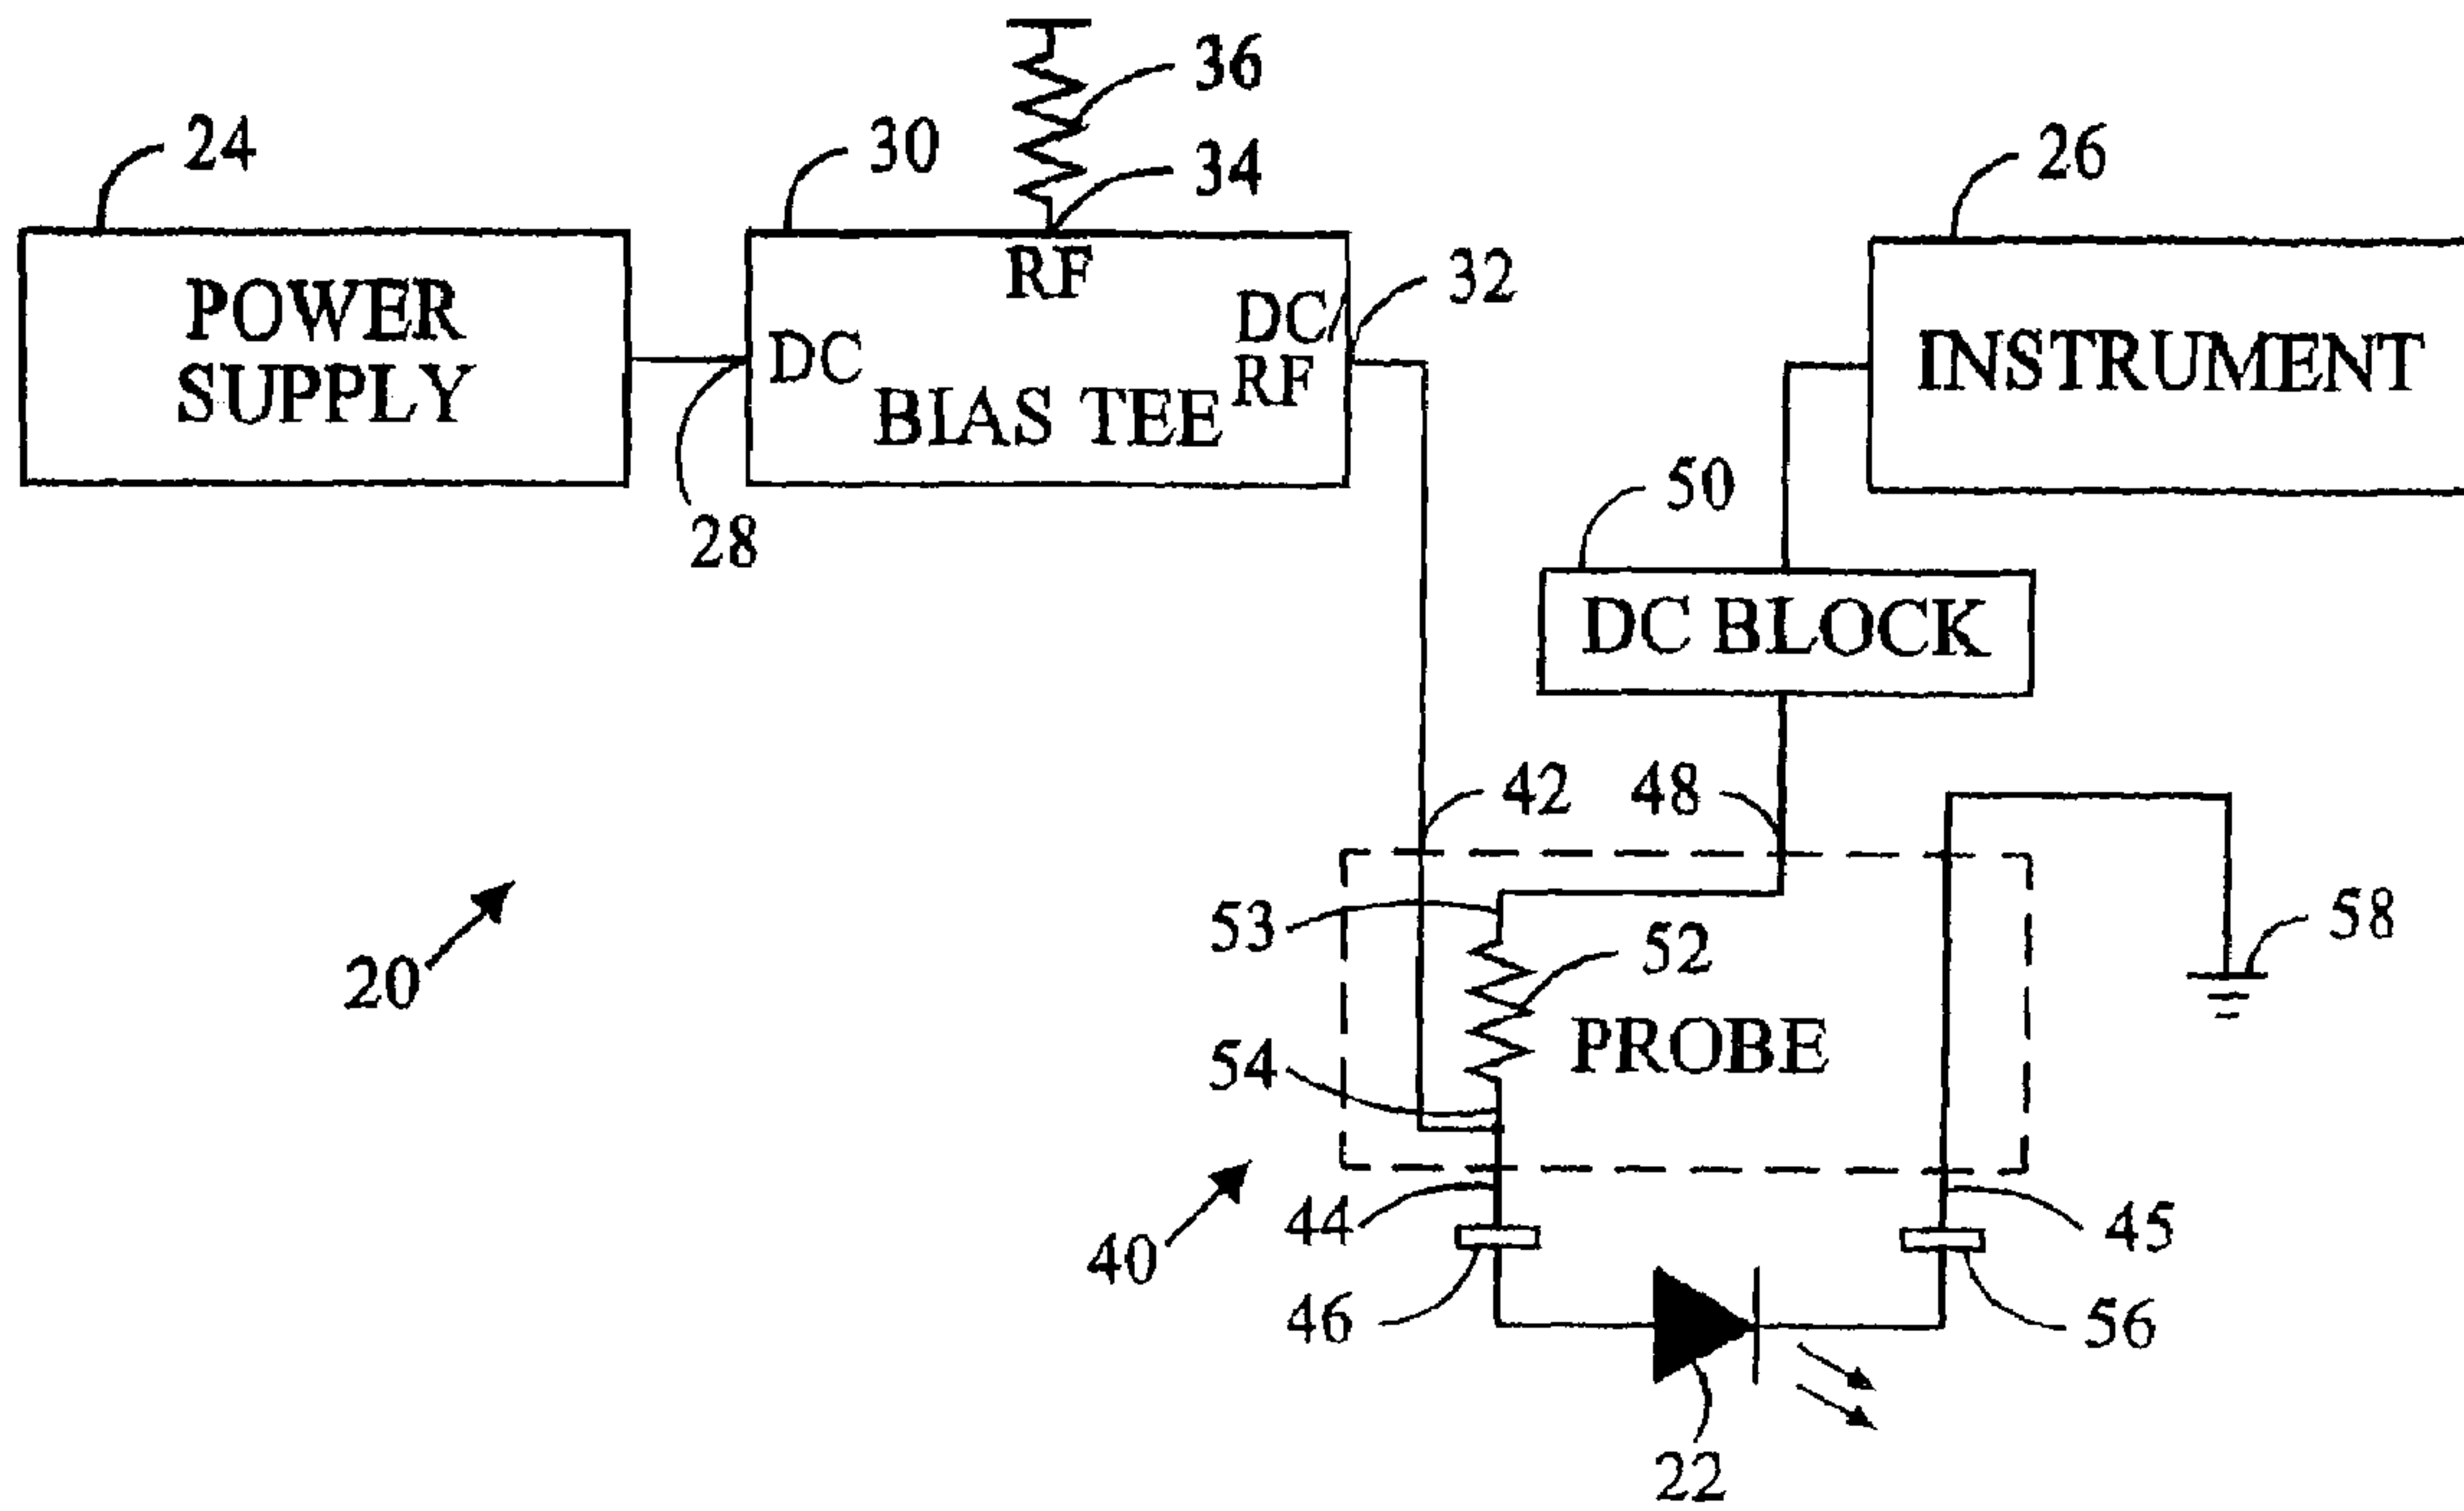 36
24
30
34
26
RF
32
POWER
SUPPLY
DC
DC/
RF
BIAS TEE
INSTRUMENT
28
50
DC BLOCK
42
48
53
52
58
20
54
PROBE
44
45
40
46
56
22